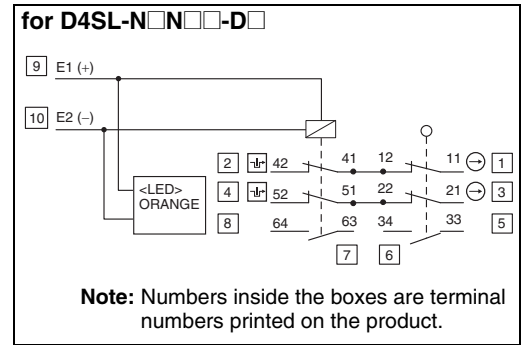 for D4SL-N□N□□-D□
9 E1 (+)
10 E2 (−)
2 42 41 12 11 1
<LED> 4 52 51 22 21 3
ORANGE
8 64 63 34 33 5
7 6
Note: Numbers inside the boxes are terminal
numbers printed on the product.